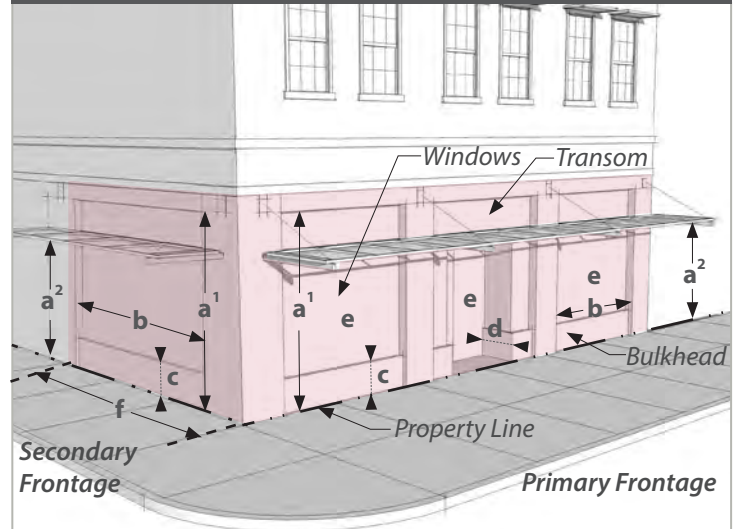 Windows
Transom
a²
b
a¹
a¹
e
e
d
e
b
a²
c
c
Bulkhead
f
Property Line
Secondary
Frontage
Primary Frontage